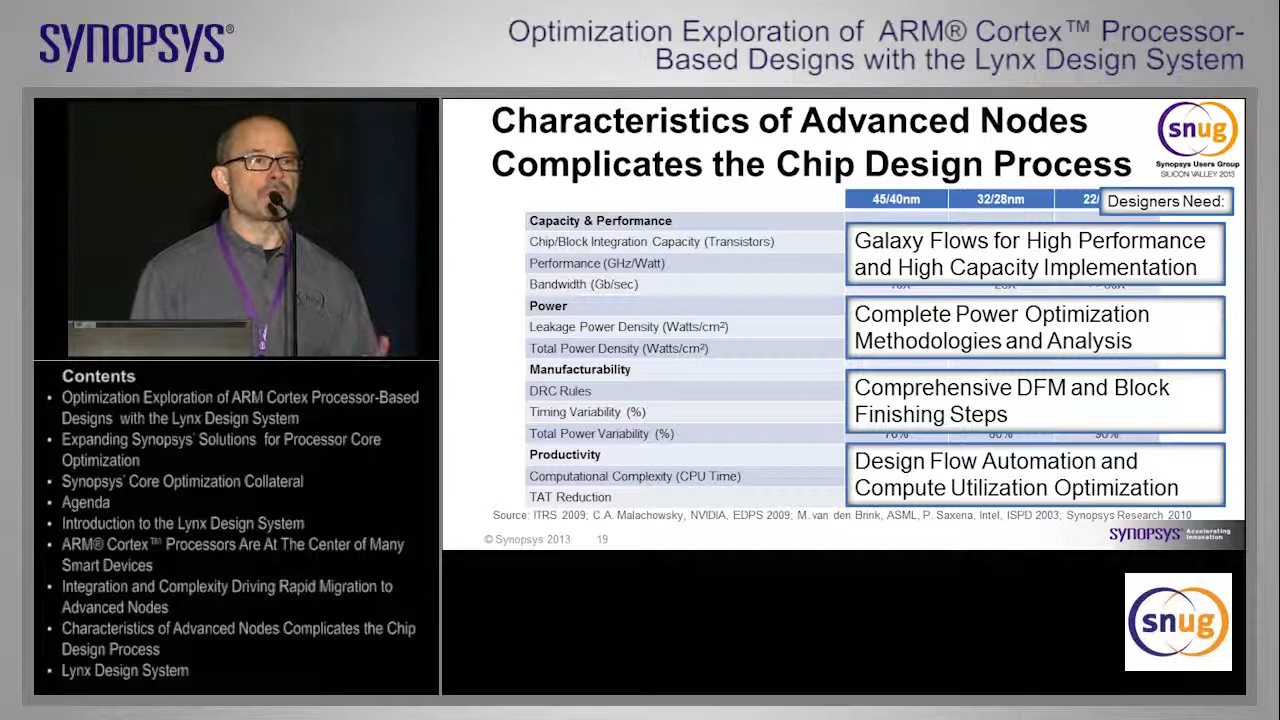 SYNOPSYS®
Optimization Exploration of ARM® Cortex™ Processor-
Based Designs with the Lynx Design System
Characteristics of Advanced Nodes
Complicates the Chip Design Process
snug
Synopsys Users Group
SILICON VALLEY 2013
45/40nm
32/28nm
22/
Designers Need:
Capacity & Performance
Chip/Block Integration Capacity (Transistors)
Performance (GHz/Watt)
Bandwidth (Gb/sec)
Galaxy Flows for High Performance
and High Capacity Implementation
Power
Leakage Power Density (Watts/cm²)
Total Power Density (Watts/cm²)
Complete Power Optimization
Methodologies and Analysis
Manufacturability
DRC Rules
Timing Variability (%)
Total Power Variability (%)
Comprehensive DFM and Block
Finishing Steps
Productivity
Computational Complexity (CPU Time)
TAT Reduction
Design Flow Automation and
Compute Utilization Optimization
Source: ITRS 2009; C.A. Malachowsky, NVIDIA, EDPS 2009; M. van den Brink, ASML, P. Saxena, Intel, ISPD 2003; Synopsys Research 2010
© Synopsys 2013 19
SYNOPSYS Accelerating
Innovation
Contents
• Optimization Exploration of ARM Cortex Processor-Based
Designs with the Lynx Design System
• Expanding Synopsys' Solutions for Processor Core
Optimization
• Synopsys' Core Optimization Collateral
• Agenda
• Introduction to the Lynx Design System
• ARM® Cortex™ Processors Are At The Center of Many
Smart Devices
• Integration and Complexity Driving Rapid Migration to
Advanced Nodes
• Characteristics of Advanced Nodes Complicates the Chip
Design Process
• Lynx Design System
snug